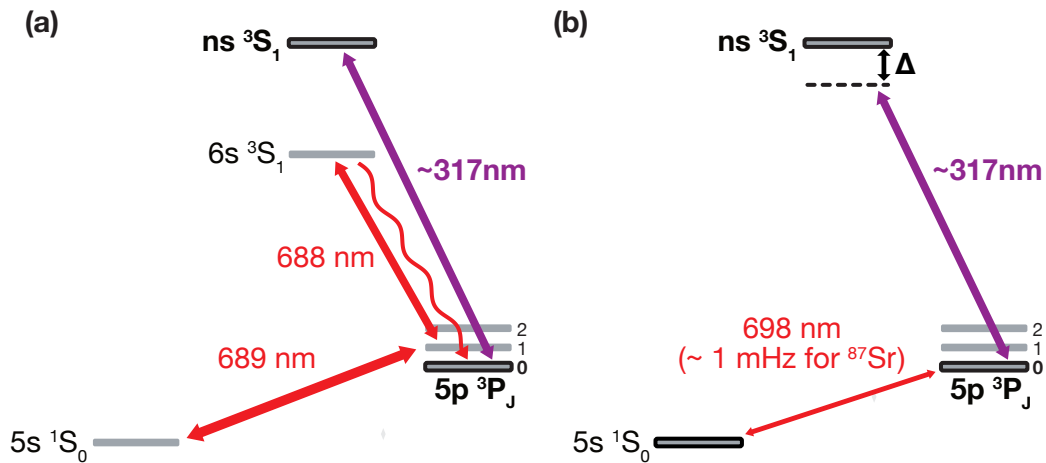 (a)
ns ³S₁
6s ³S₁
~317nm
688 nm
689 nm
2
1
0
5p ³P_J
5s ¹S₀
(b)
ns ³S₁
Δ
~317nm
698 nm
(~ 1 mHz for ⁸⁷Sr)
2
1
0
5p ³P_J
5s ¹S₀